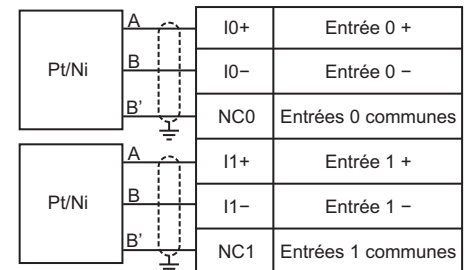 A I0+ Entrée 0 +
Pt/Ni B I0− Entrée 0 −
B' NC0 Entrées 0 communes
A I1+ Entrée 1 +
Pt/Ni B I1− Entrée 1 −
B' NC1 Entrées 1 communes